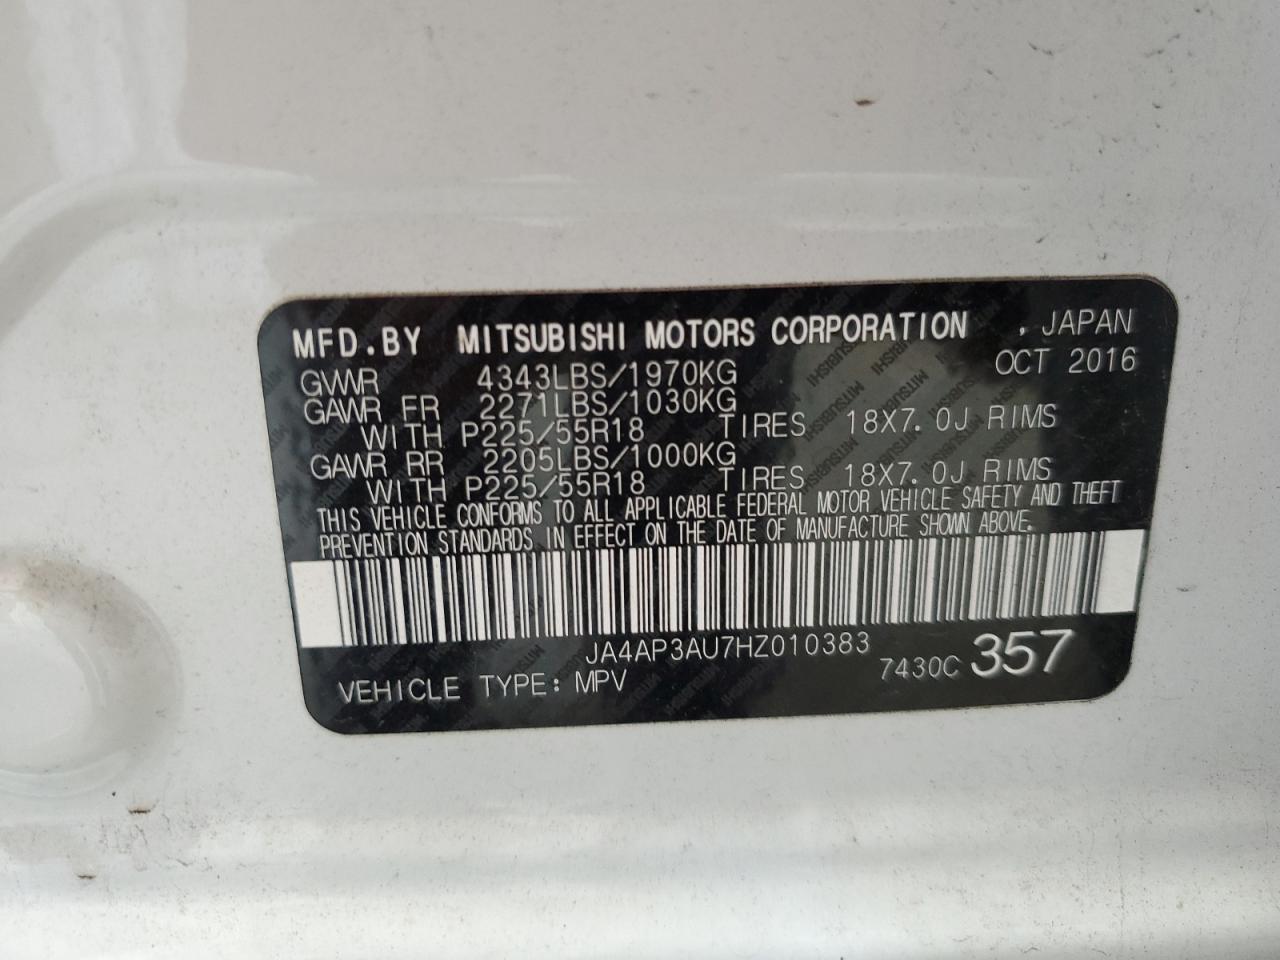 MFD.BY MITSUBISHI MOTORS CORPORATION , JAPAN
OCT 2016
GVWR 4343LBS/1970KG
GAWR FR 2271LBS/1030KG
WITH P225/55R18 TIRES 18X7.0J RIMS
GAWR RR 2205LBS/1000KG
WITH P225/55R18 TIRES 18X7.0J RIMS
THIS VEHICLE CONFORMS TO ALL APPLICABLE FEDERAL MOTOR VEHICLE SAFETY AND THEFT
PREVENTION STANDARDS IN EFFECT ON THE DATE OF MANUFACTURE SHOWN ABOVE.
JA4AP3AU7HZ010383
VEHICLE TYPE: MPV 7430C 357